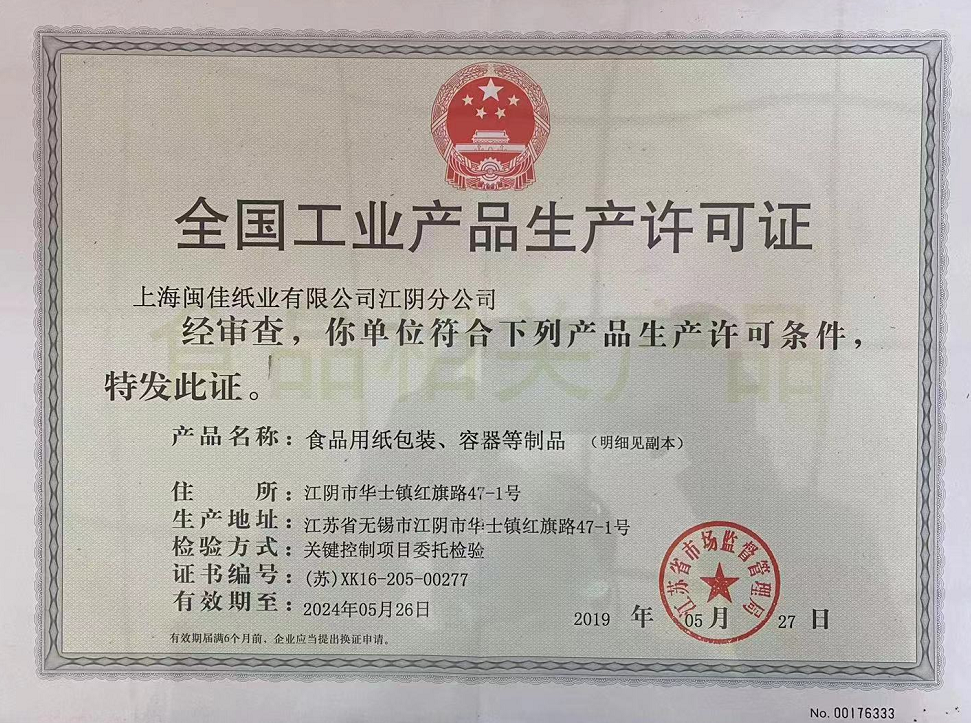 全国工业产品生产许可证
上海闽佳纸业有限公司江阴分公司
经审查，你单位符合下列产品生产许可条件，
特发此证。
食品相关产品
产品名称：食品用纸包装、容器等制品 （明细见副本）
住 所：江阴市华士镇红旗路47-1号
生产地址：江苏省无锡市江阴市华士镇红旗路47-1号
检验方式：关键控制项目委托检验
证书编号：(苏)XK16-205-00277
有效期至：2024年05月26日
江苏省市场监督管理局
2019 年 05 月 27 日
有效期届满6个月前，企业应当提出换证申请。
No. 00176333